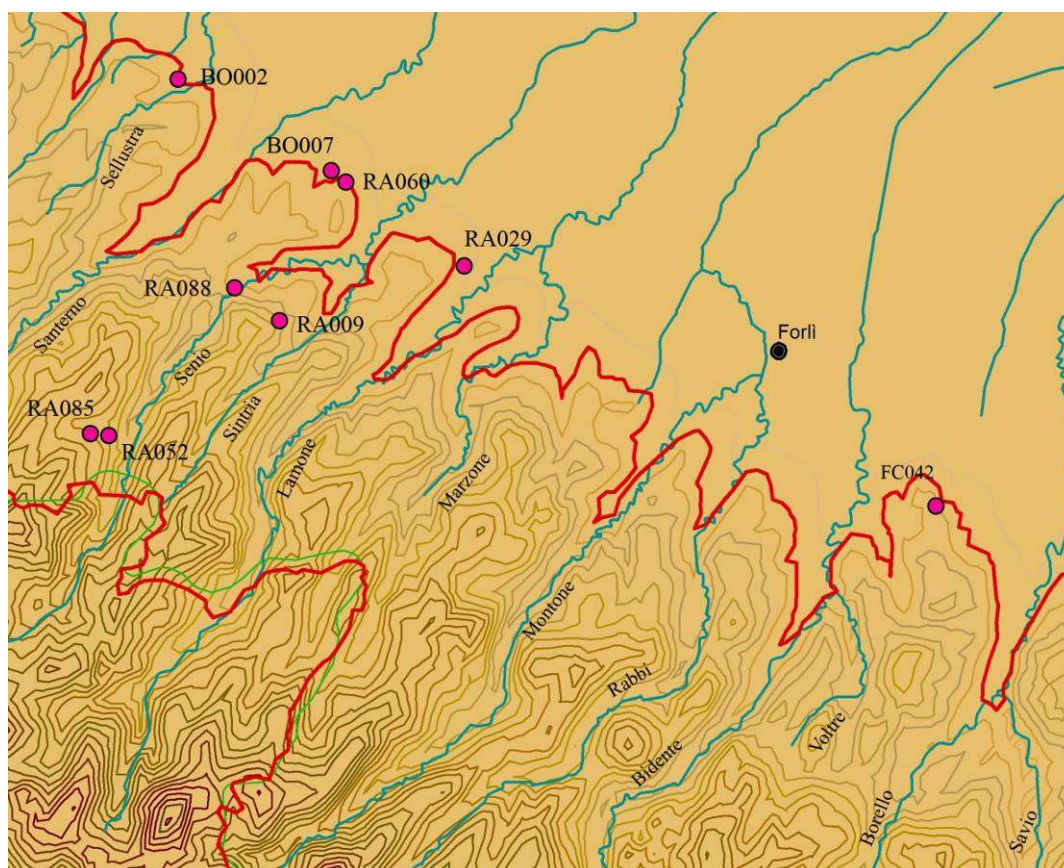 BO002
Sellustra
BO007
RA060
RA029
RA088
RA009
Santerno
Senio
Forlì
Sintria
RA085
RA052
Lamone
Marzone
FC042
Montone
Rabbi
Bidente
Voltre
Borello
Savio